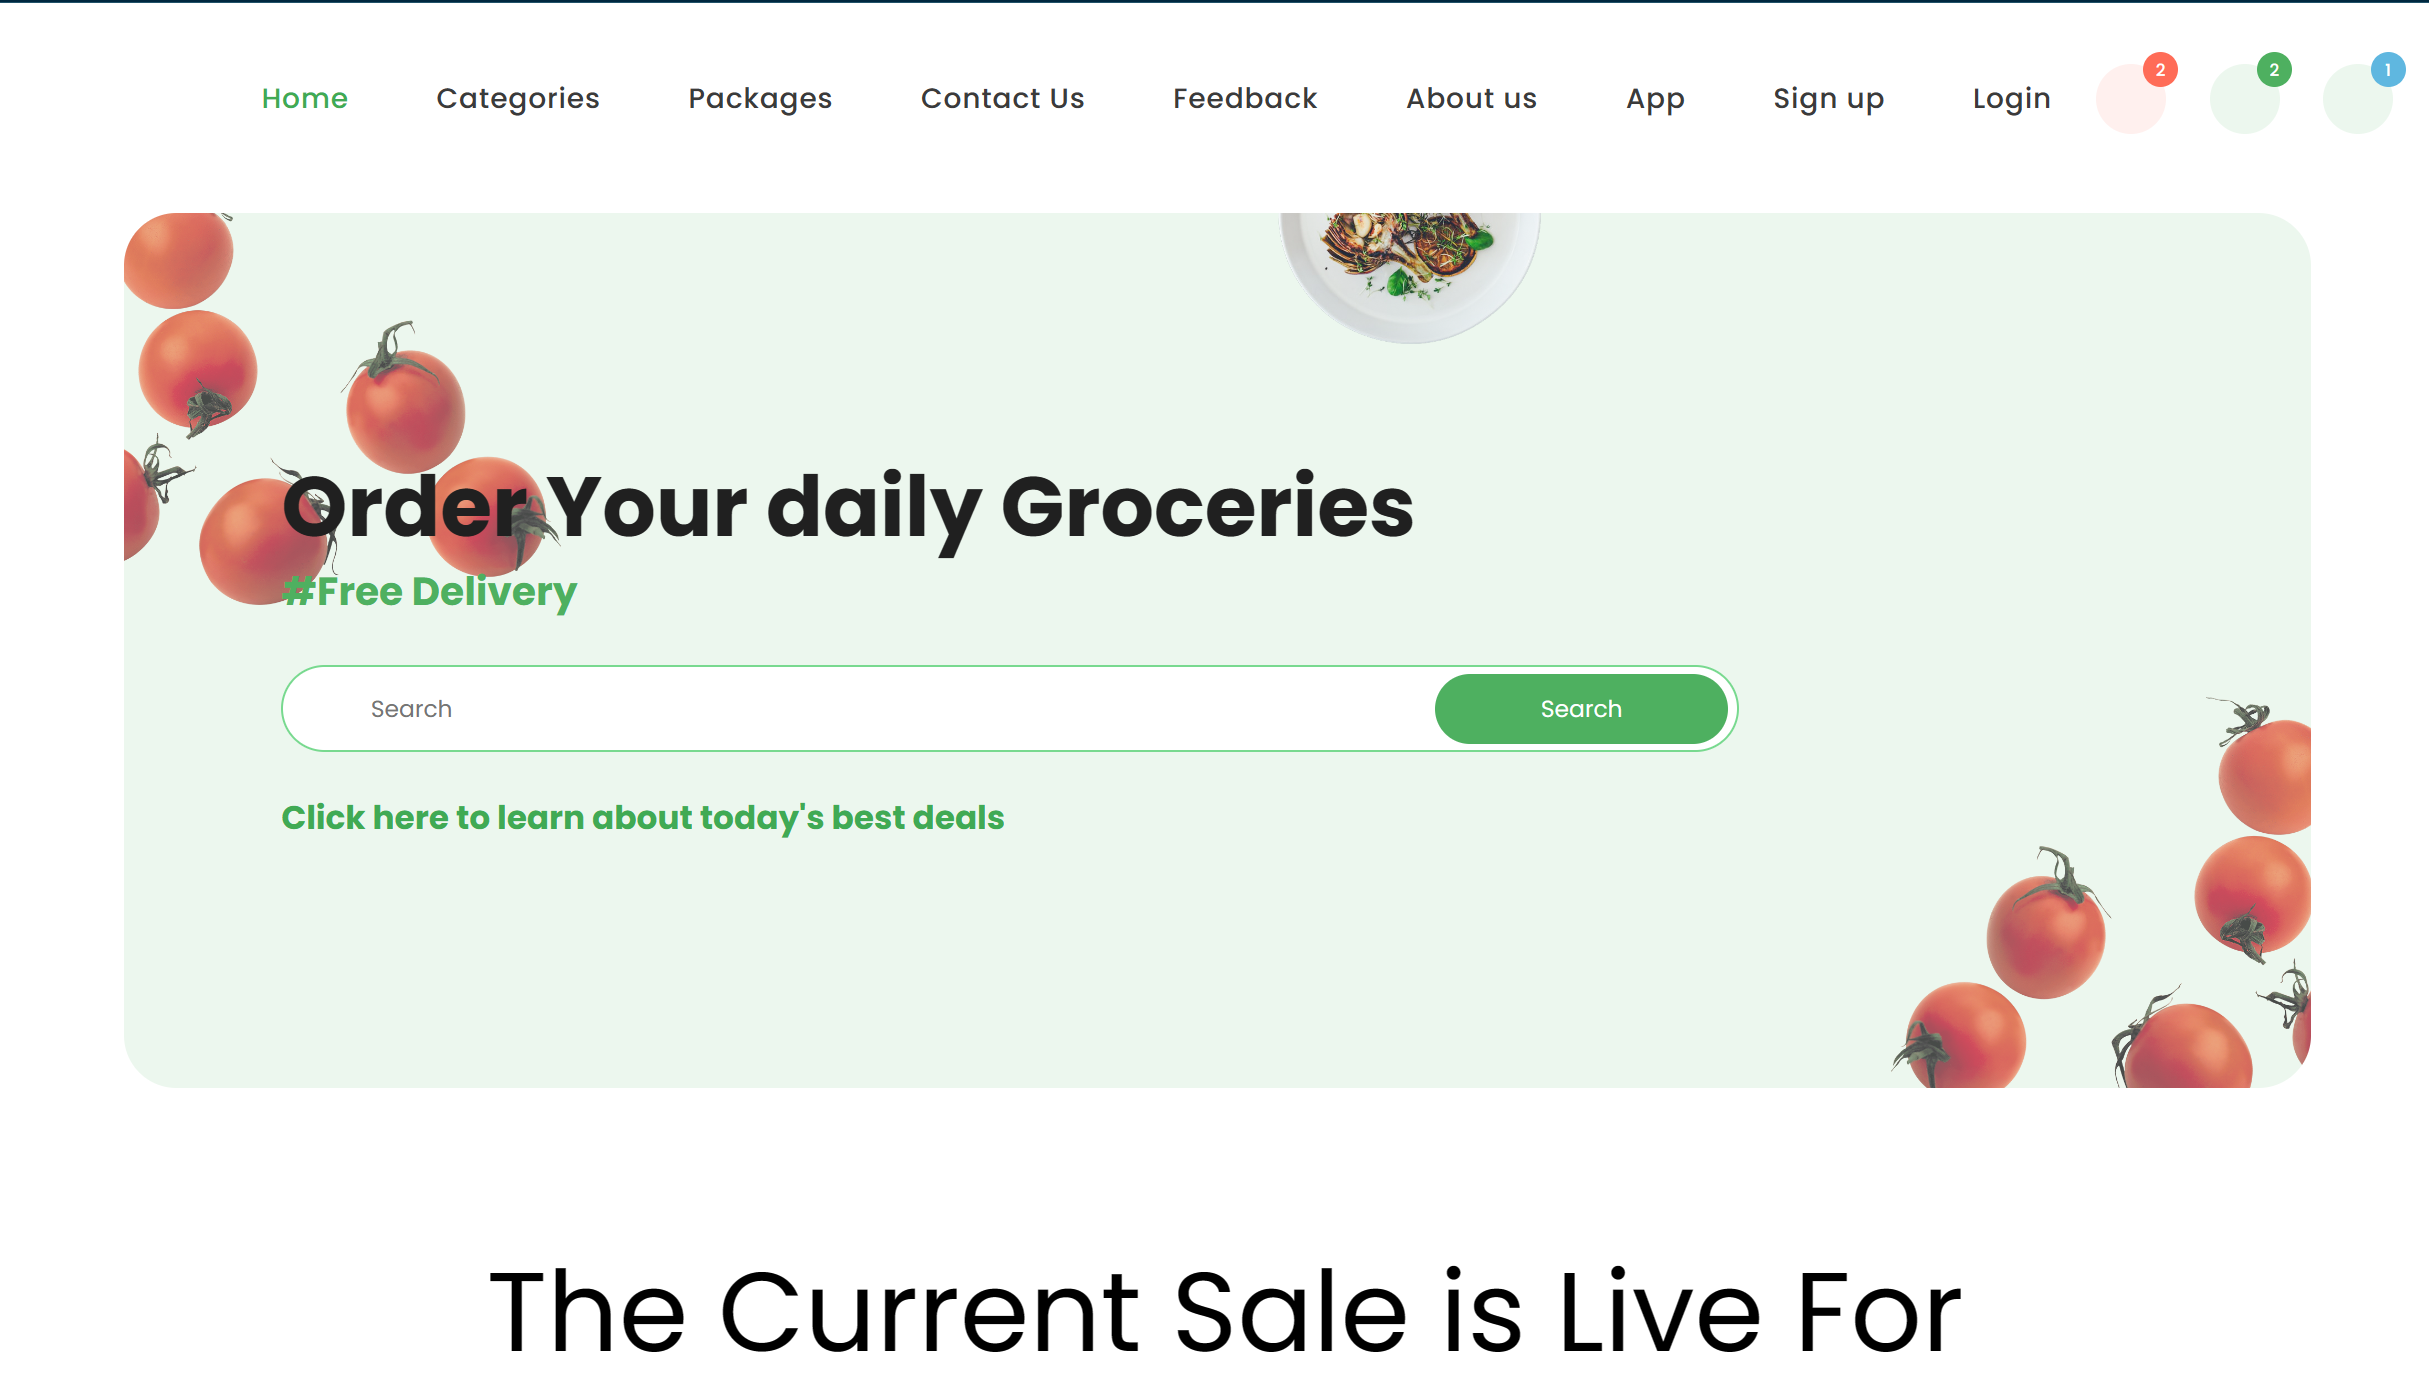 Home Categories Packages Contact Us Feedback About us App Sign up Login 2 2 1
Order Your daily Groceries
#Free Delivery
Search Search
Click here to learn about today's best deals
The Current Sale is Live For